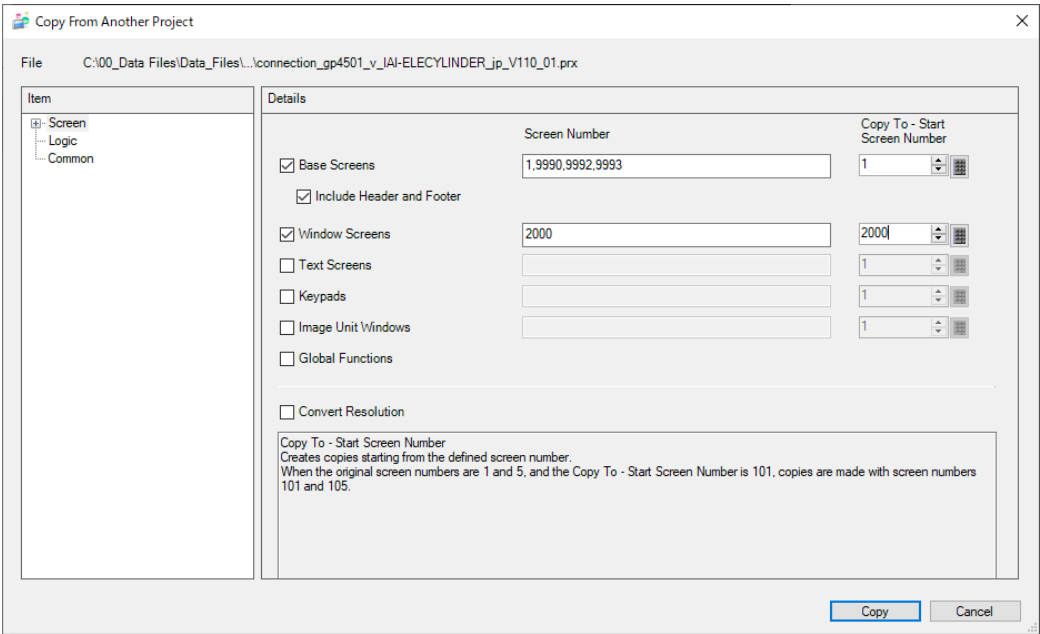 Copy From Another Project
File C:\00_Data Files\Data_Files\...\connection_gp4501_v_IAI-ELECYLINDER_jp_V110_01.prx
Item
Screen
Logic
Common
Details
Screen Number
Copy To - Start
Screen Number
Base Screens 1,9990,9992,9993 1
Include Header and Footer
Window Screens 2000 2000
Text Screens 1
Keypads 1
Image Unit Windows 1
Global Functions
Convert Resolution
Copy To - Start Screen Number
Creates copies starting from the defined screen number.
When the original screen numbers are 1 and 5, and the Copy To - Start Screen Number is 101, copies are made with screen numbers
101 and 105.
Copy Cancel